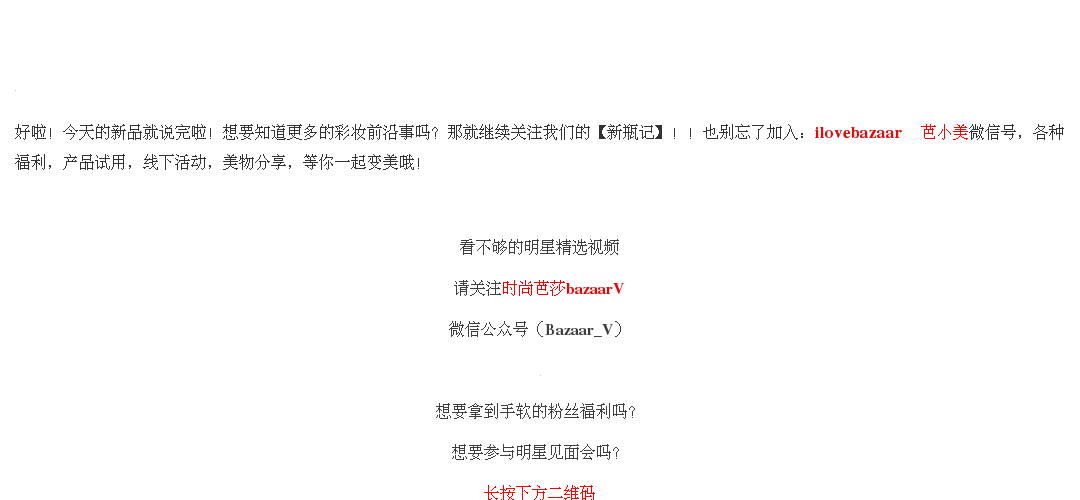 好啦！今天的新品就说完啦！想要知道更多的彩妆前沿事吗？那就继续关注我们的【新瓶记】！！也别忘了加入：ilovebazaar 芭小美微信号，各种
福利，产品试用，线下活动，美物分享，等你一起变美哦！
看不够的明星精选视频
请关注时尚芭莎bazaarV
微信公众号（Bazaar_V）
想要拿到手软的粉丝福利吗？
想要参与明星见面会吗？
长按下方二维码